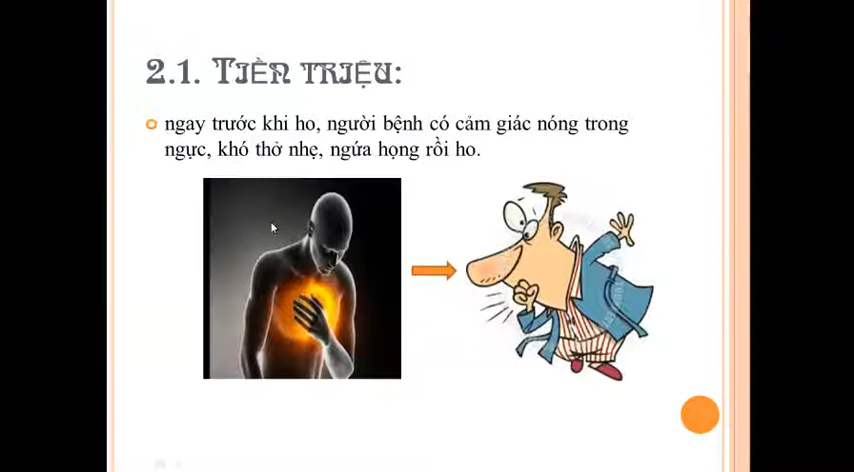 2.1. TIỀN TRIỆU:
ngay trước khi ho, người bệnh có cảm giác nóng trong
ngực, khó thở nhẹ, ngứa họng rồi ho.